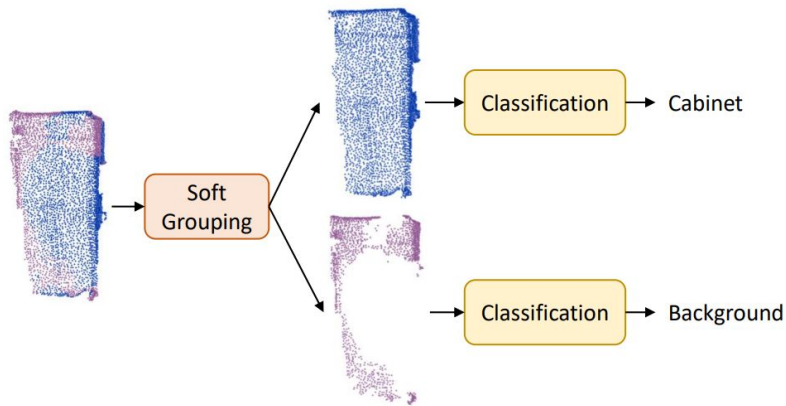 Soft
Grouping
Classification
Cabinet
Classification
Background